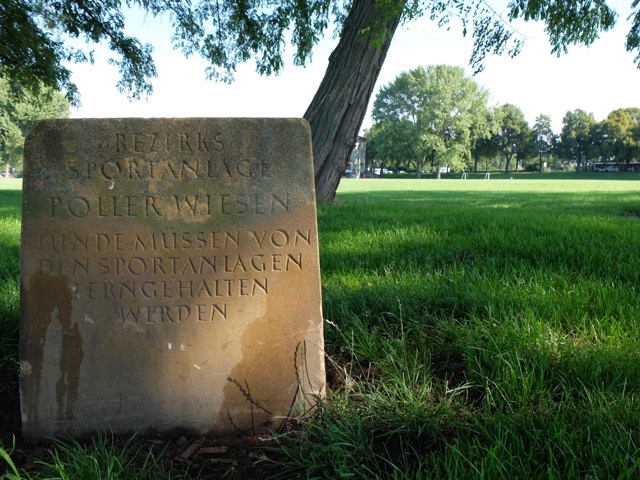 BEZIRKS
SPORTANLAGE
POLLER WIESEN
HUNDE MÜSSEN VON
DEN SPORTANLAGEN
FERNGEHALTEN
WERDEN